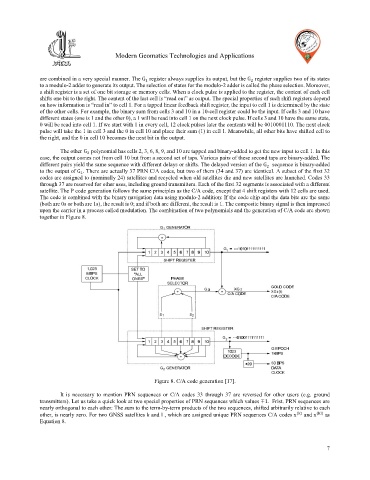 Modern Geomatics Technologies and Applications
are combined in a very special manner. The G1 register always supplies its output, but the G2 register supplies two of its states
to a modulo-2 adder to generate its output. The selection of states for the modulo-2 adder is called the phase selection. Moreover,
a shift register is a set of one bit storage or memory cells. When a clock pulse is applied to the register, the content of each cell
shifts one bit to the right. The content of the last cell is "read out" as output. The special properties of such shift registers depend
on how information is "read in" to cell 1. For a tapped linear feedback shift register, the input to cell 1 is determined by the state
of the other cells. For example, the binary sum from cells 3 and 10 in a 10-cell register could be the input. If cells 3 and 10 have
different states (one is 1 and the other 0), a 1 will be read into cell 1 on the next clock pulse. If cells 3 and 10 have the same state,
0 will be read into cell 1. If we start with 1 in every cell, 12 clock pulses later the contents will be 0010001110. The next clock
pulse will take the 1 in cell 3 and the 0 in cell 10 and place their sum (1) in cell 1. Meanwhile, all other bits have shifted cell to
the right, and the 0 in cell 10 becomes the next bit in the output.
The other G2 polynomial has cells 2, 3, 6, 8, 9, and 10 are tapped and binary-added to get the new input to cell 1. In this
case, the output comes not from cell 10 but from a second set of taps. Various pairs of these second taps are binary-added. The
different pairs yield the same sequence with different delays or shifts. The delayed version of the G2 sequence is binary-added
to the output of G1. There are actually 37 PRN C/A codes, but two of them (34 and 37) are identical. A subset of the first 32
codes are assigned to (nominally 24) satellites and recycled when old satellites die and new satellites are launched. Codes 33
through 37 are reserved for other uses, including ground transmitters. Each of the first 32 segments is associated with a different
satellite. The P code generation follows the same principles as the C/A code, except that 4 shift registers with 12 cells are used.
The code is combined with the binary navigation data using modulo-2 addition: If the code chip and the data bits are the same
(both are 0s or both are 1s), the result is 0; and if both are different, the result is 1. The composite binary signal is then impressed
upon the carrier in a process called modulation. The combination of two polynomials and the generation of C/A code are shown
together in Figure 8.
G1 GENERATOR
1 2 3 4 5 6 7 8 9 10
SHIFT REGISTER
1.023
MBPS
CLOCK
SET TO
"ALL
ONES"
PHASE
SELECTOR
GOLD CODE
C/A CODE
C/A CODE
S1 S2
SHIFT REGISTER
1 2 3 4 5 6 7 8 9 10
1023
DECODE
G EPOCH
1KBPS
÷20
50 BPS
DATA
CLOCK
G2 GENERATOR
Figure 8. C/A code generation [17].
It is necessary to mention PRN sequences or C/A codes 33 through 37 are reversed for other users (e.g. ground
transmitters). Let us take a quick look at two special properties of PRN sequences which values ∓1. Frist. PRN sequences are
nearly orthogonal to each other: The sum to the term-by-term products of the two sequences, shifted arbitrarily relative to each
other, is nearly zero. For two GNSS satellites k and l , which are assigned unique PRN sequences C/A codes x(k) and x(l) as
Equation 8.
7